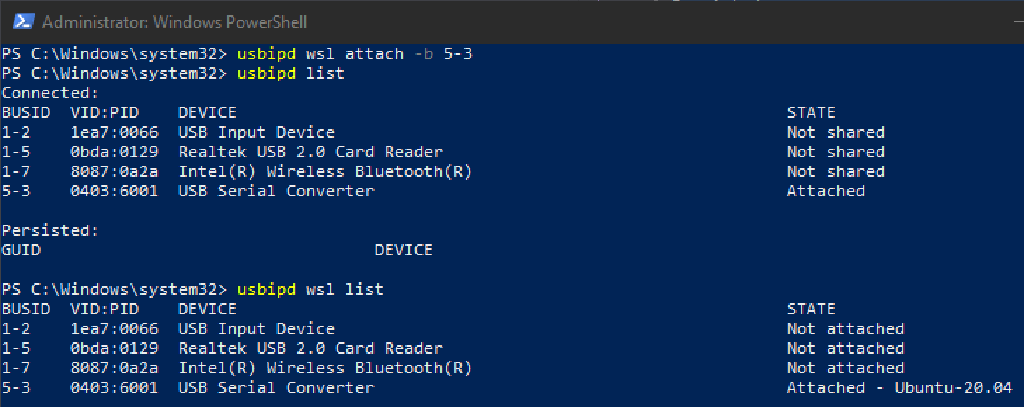 Administrator: Windows PowerShell
PS C:\Windows\system32> usbipd wsl attach -b 5-3
PS C:\Windows\system32> usbipd list
Connected:
BUSID  VID:PID    DEVICE                                                        STATE
1-2    1ea7:0066  USB Input Device                                              Not shared
1-5    0bda:0129  Realtek USB 2.0 Card Reader                                   Not shared
1-7    8087:0a2a  Intel(R) Wireless Bluetooth(R)                                Not shared
5-3    0403:6001  USB Serial Converter                                          Attached
Persisted:
GUID                                  DEVICE
PS C:\Windows\system32> usbipd wsl list
BUSID  VID:PID    DEVICE                                                        STATE
1-2    1ea7:0066  USB Input Device                                              Not attached
1-5    0bda:0129  Realtek USB 2.0 Card Reader                                   Not attached
1-7    8087:0a2a  Intel(R) Wireless Bluetooth(R)                                Not attached
5-3    0403:6001  USB Serial Converter                                          Attached - Ubuntu-20.04